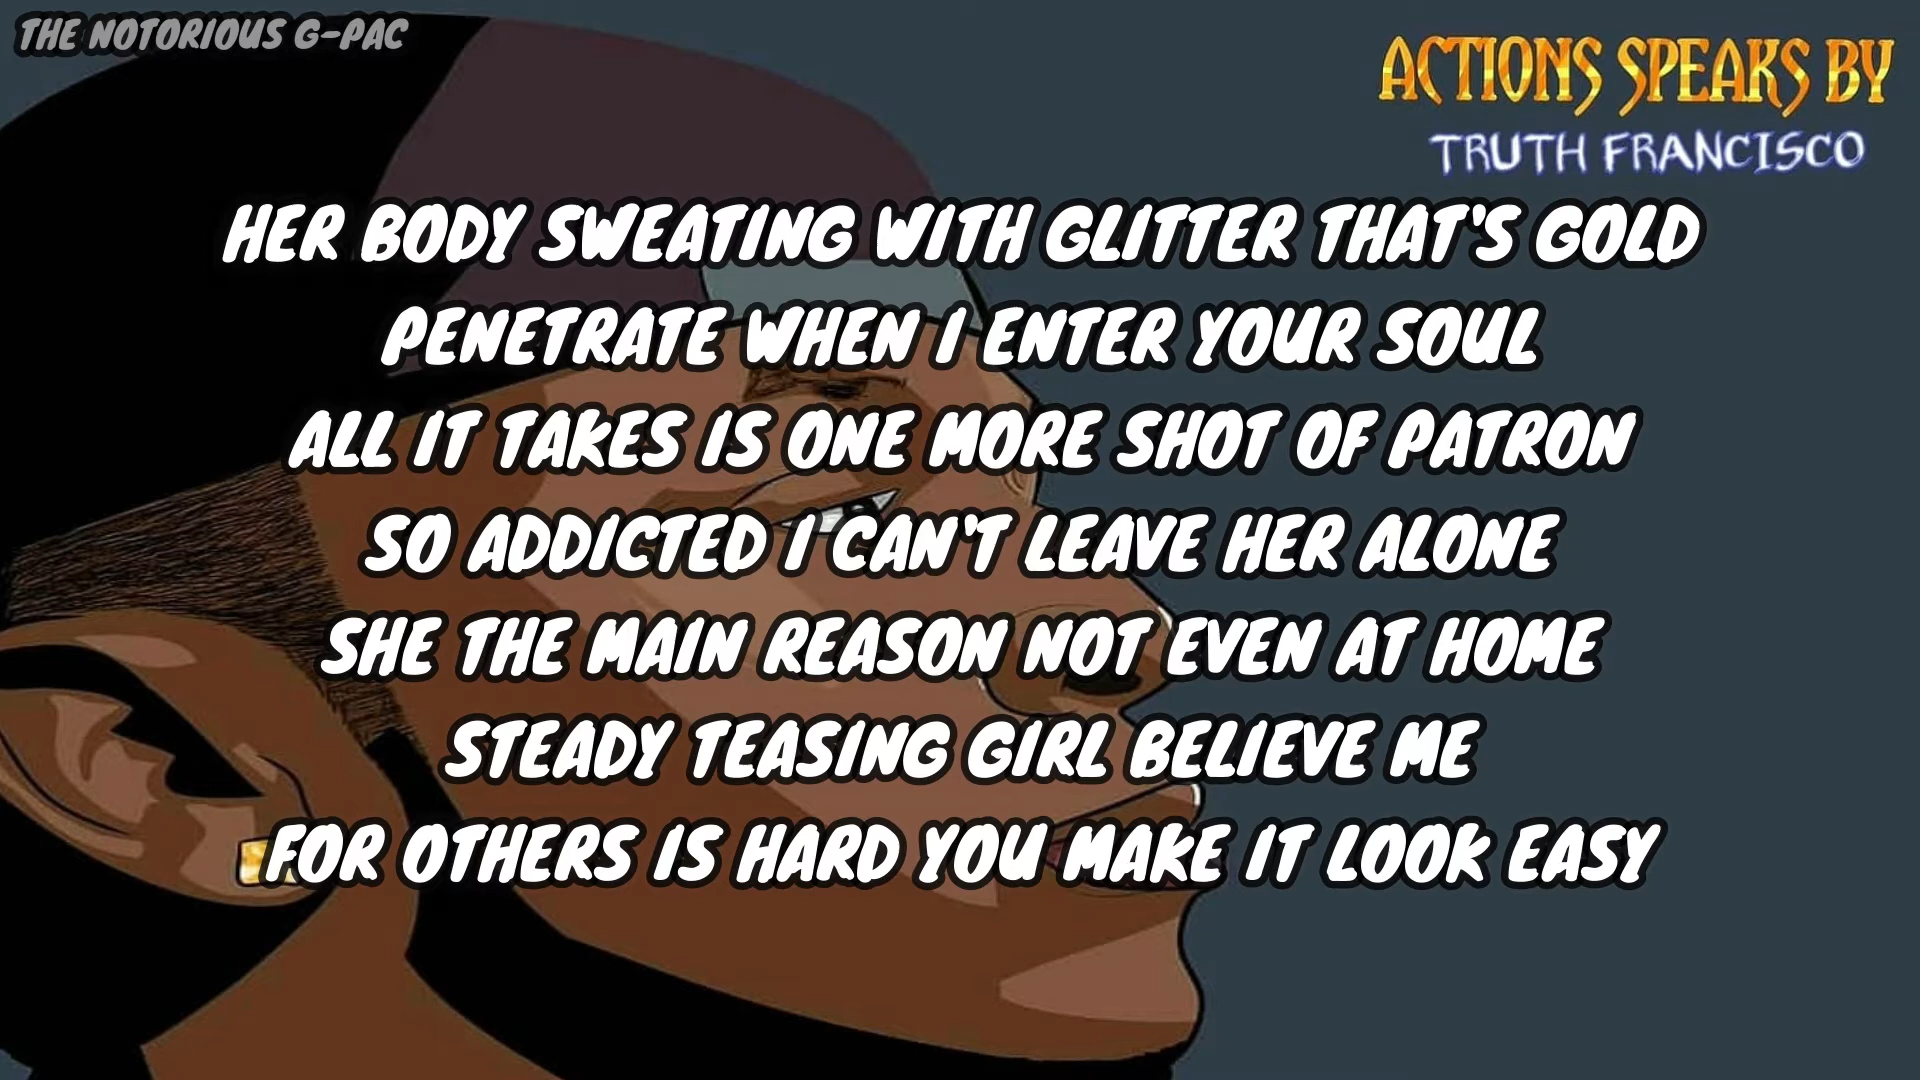 THE NOTORIOUS G-PAC
ACTIONS SPEAKS BY
TRUTH FRANCISCO
HER BODY SWEATING WITH GLITTER THAT'S GOLD
PENETRATE WHEN I ENTER YOUR SOUL
ALL IT TAKES IS ONE MORE SHOT OF PATRON
SO ADDICTED I CAN'T LEAVE HER ALONE
SHE THE MAIN REASON NOT EVEN AT HOME
STEADY TEASING GIRL BELIEVE ME
FOR OTHERS IS HARD YOU MAKE IT LOOK EASY